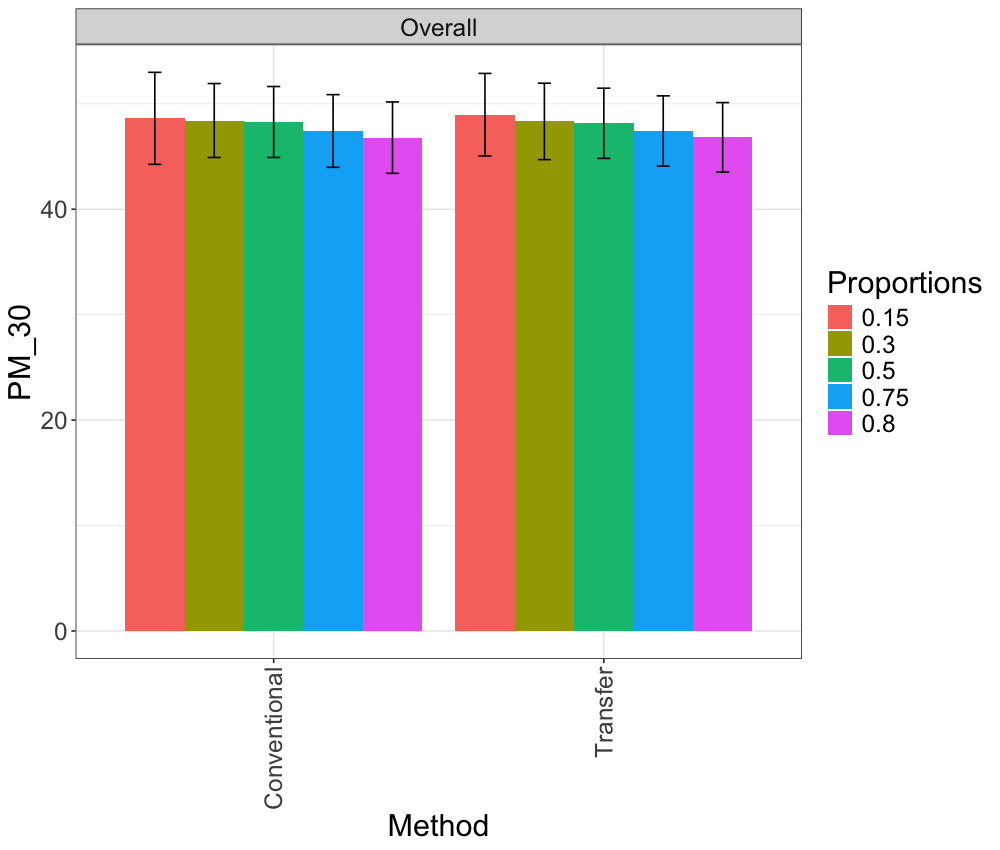 Overall
PM_30
40
20
0
Conventional
Transfer
Method
Proportions
0.15
0.3
0.5
0.75
0.8